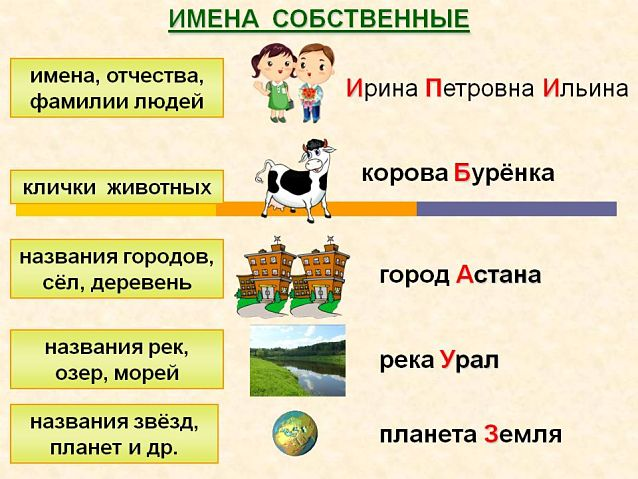 ИМЕНА СОБСТВЕННЫЕ
имена, отчества,
фамилии людей
Ирина Петровна Ильина
клички животных
корова Бурёнка
названия городов,
сёл, деревень
город Астана
названия рек,
озер, морей
река Урал
названия звёзд,
планет и др.
планета Земля